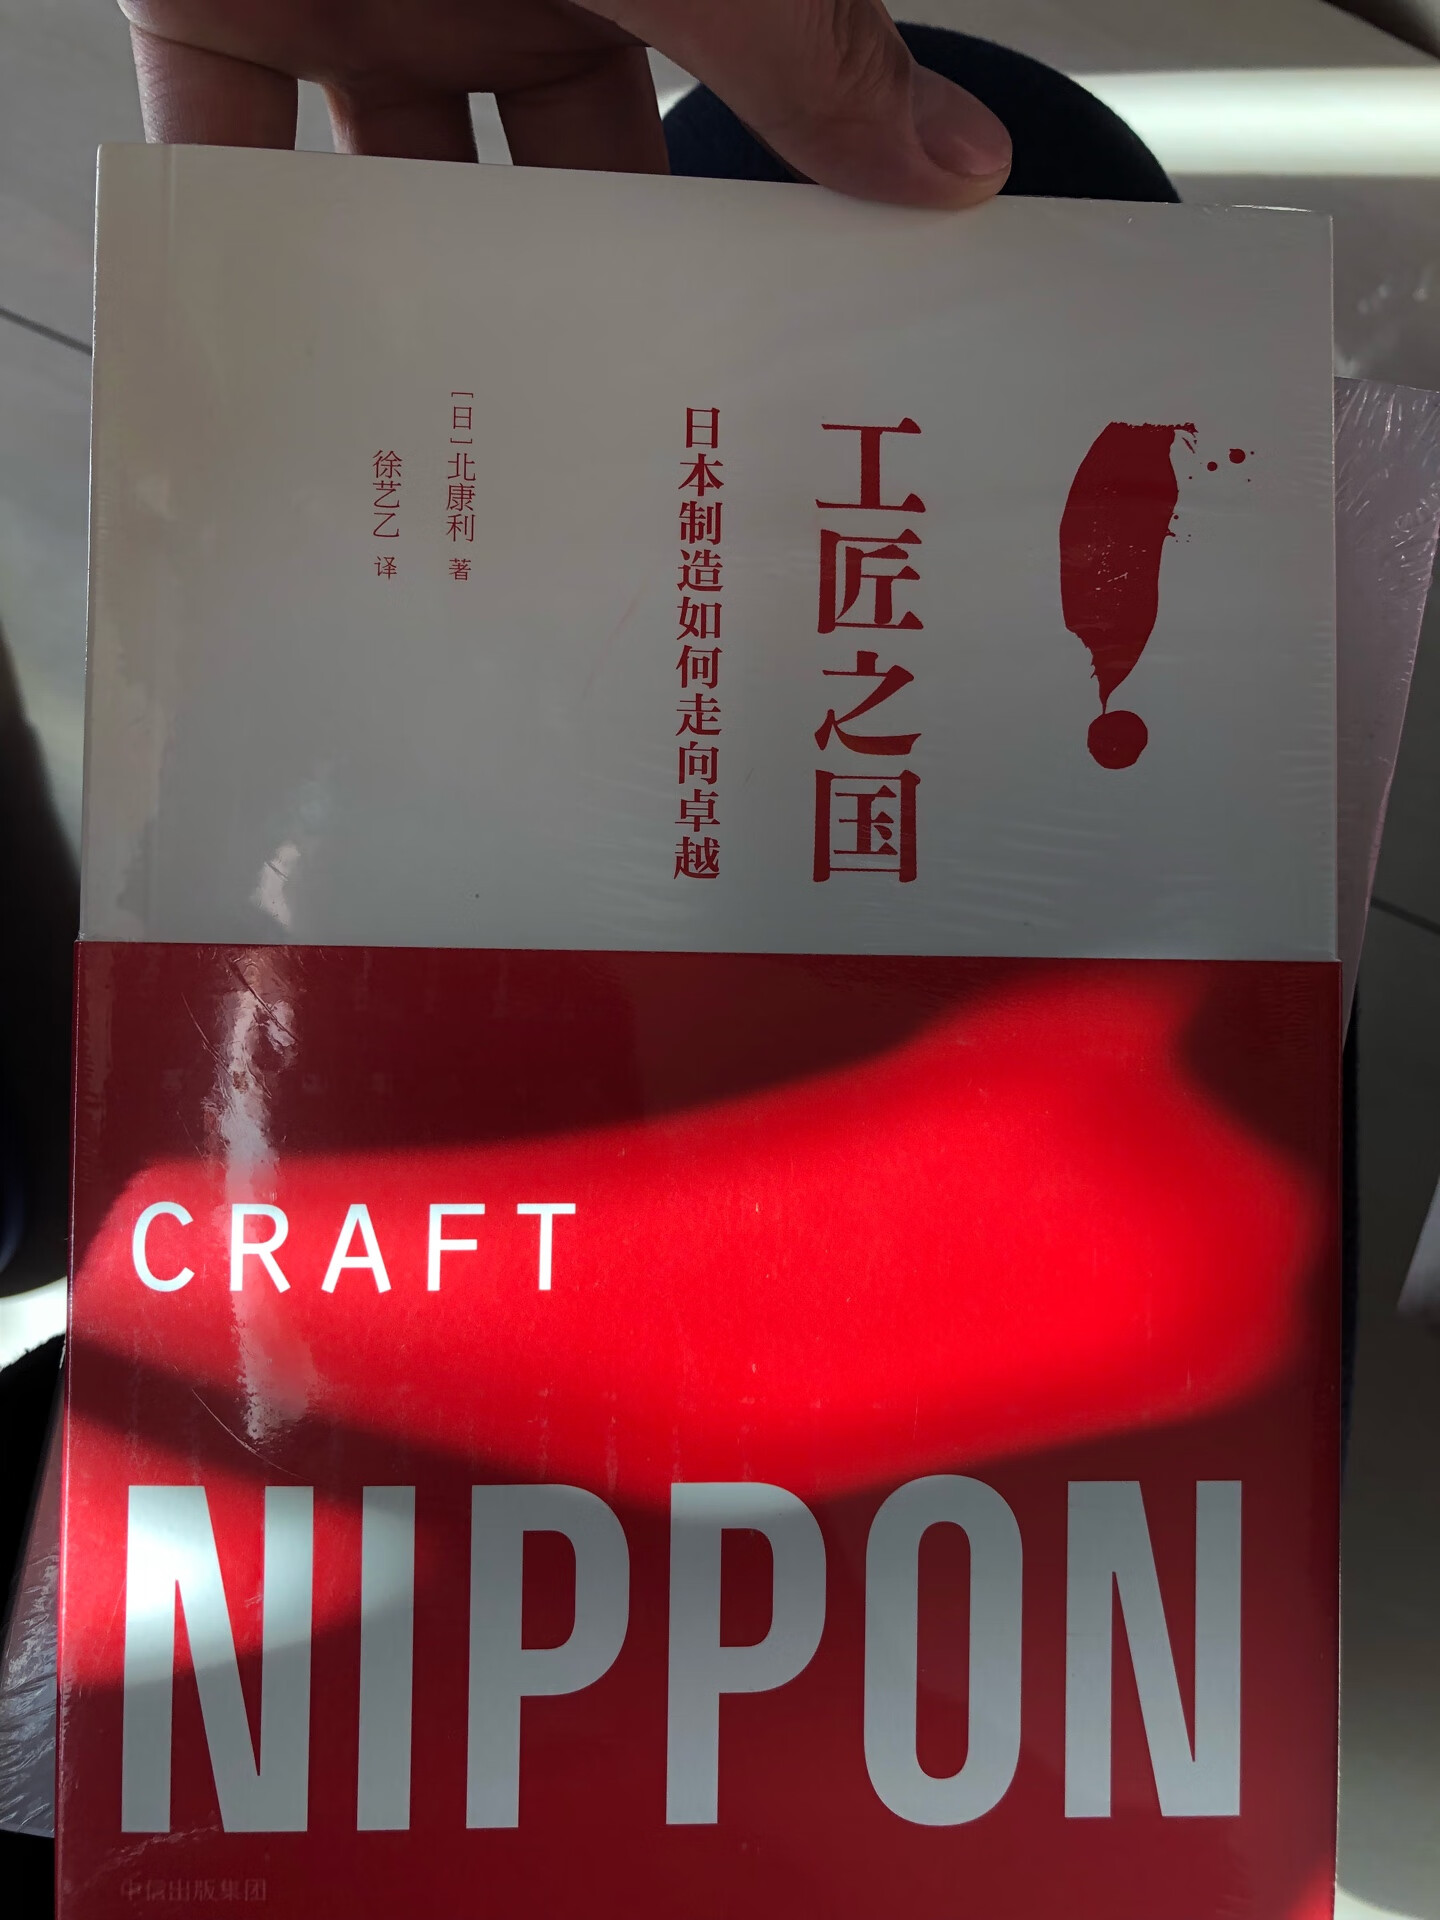 工匠之国
日本制造如何走向卓越
[日]北康利 著
徐艺乙 译
CRAFT
NIPPON
中信出版集团